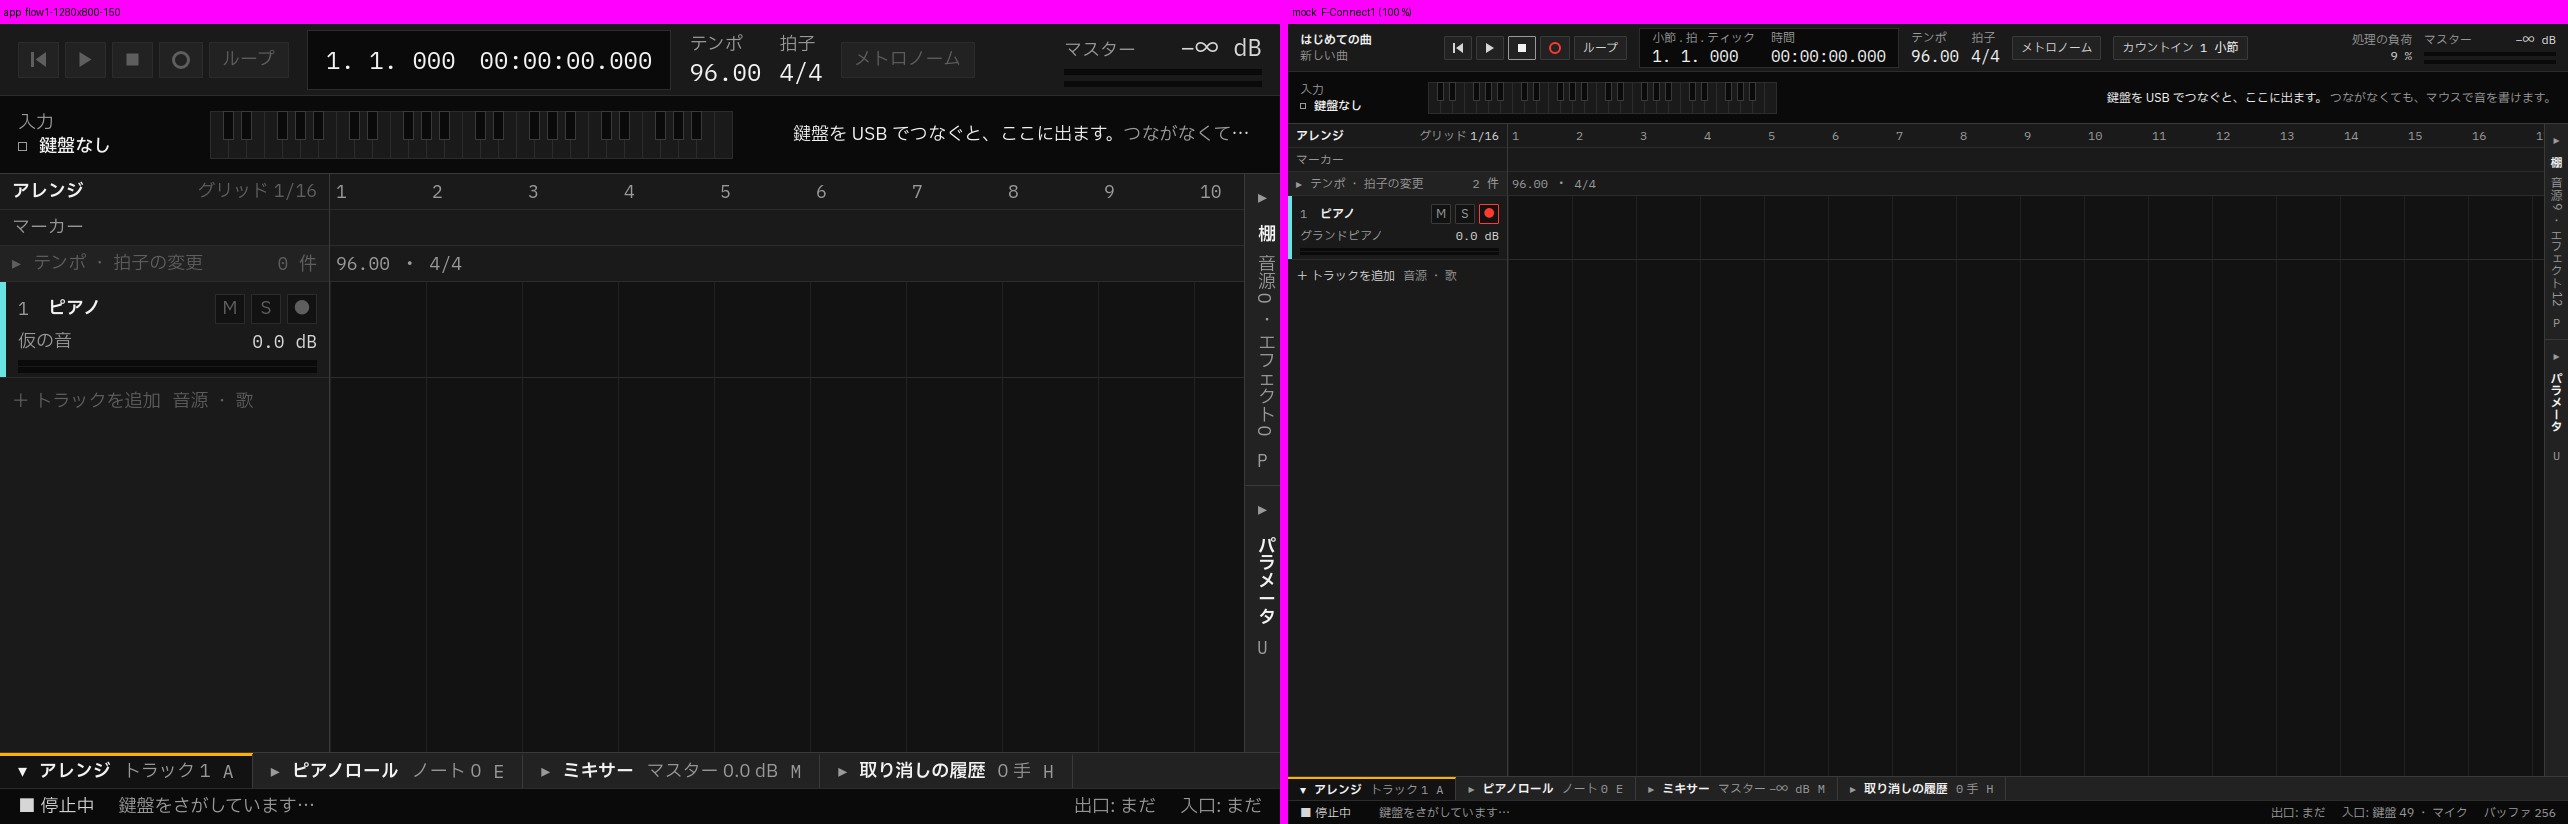 app flow1-1280x800-150
ループ
1. 1. 000 00:00:00.000
テンポ 拍子
96.00 4/4
メトロノーム
マスター −∞ dB
入力
鍵盤なし
鍵盤を USB でつなぐと、ここに出ます。つながなくて…
アレンジ グリッド 1/16
1 2 3 4 5 6 7 8 9 10
マーカー
▸ テンポ · 拍子の変更 0 件
96.00 · 4/4
1 ピアノ M S ●
仮の音 0.0 dB
＋ トラックを追加 音源 · 歌
▸ 棚 音源 0 · エフェクト 0 P
▸ パラメータ U
▾ アレンジ トラック 1 A
▸ ピアノロール ノート 0 E
▸ ミキサー マスター 0.0 dB M
▸ 取り消しの履歴 0 手 H
■ 停止中 鍵盤をさがしています…
出口: まだ 入口: まだ
mock F-Connect1 (100 %)
はじめての曲
新しい曲
ループ
小節 . 拍 . ティック 時間
1. 1. 000 00:00:00.000
テンポ 拍子
96.00 4/4
メトロノーム
カウントイン 1 小節
処理の負荷
9 %
マスター −∞ dB
入力
鍵盤なし
鍵盤を USB でつなぐと、ここに出ます。つながなくても、マウスで音を書けます。
アレンジ グリッド 1/16
1 2 3 4 5 6 7 8 9 10 11 12 13 14 15 16 1
マーカー
▸ テンポ · 拍子の変更 2 件
96.00 · 4/4
1 ピアノ M S ●
グランドピアノ 0.0 dB
＋ トラックを追加 音源 · 歌
▸ 棚 音源 9 · エフェクト 12 P
▸ パラメータ U
▾ アレンジ トラック 1 A
▸ ピアノロール ノート 0 E
▸ ミキサー マスター −∞ dB M
▸ 取り消しの履歴 0 手 H
■ 停止中 鍵盤をさがしています…
出口: まだ 入口: 鍵盤 49 · マイク バッファ 256